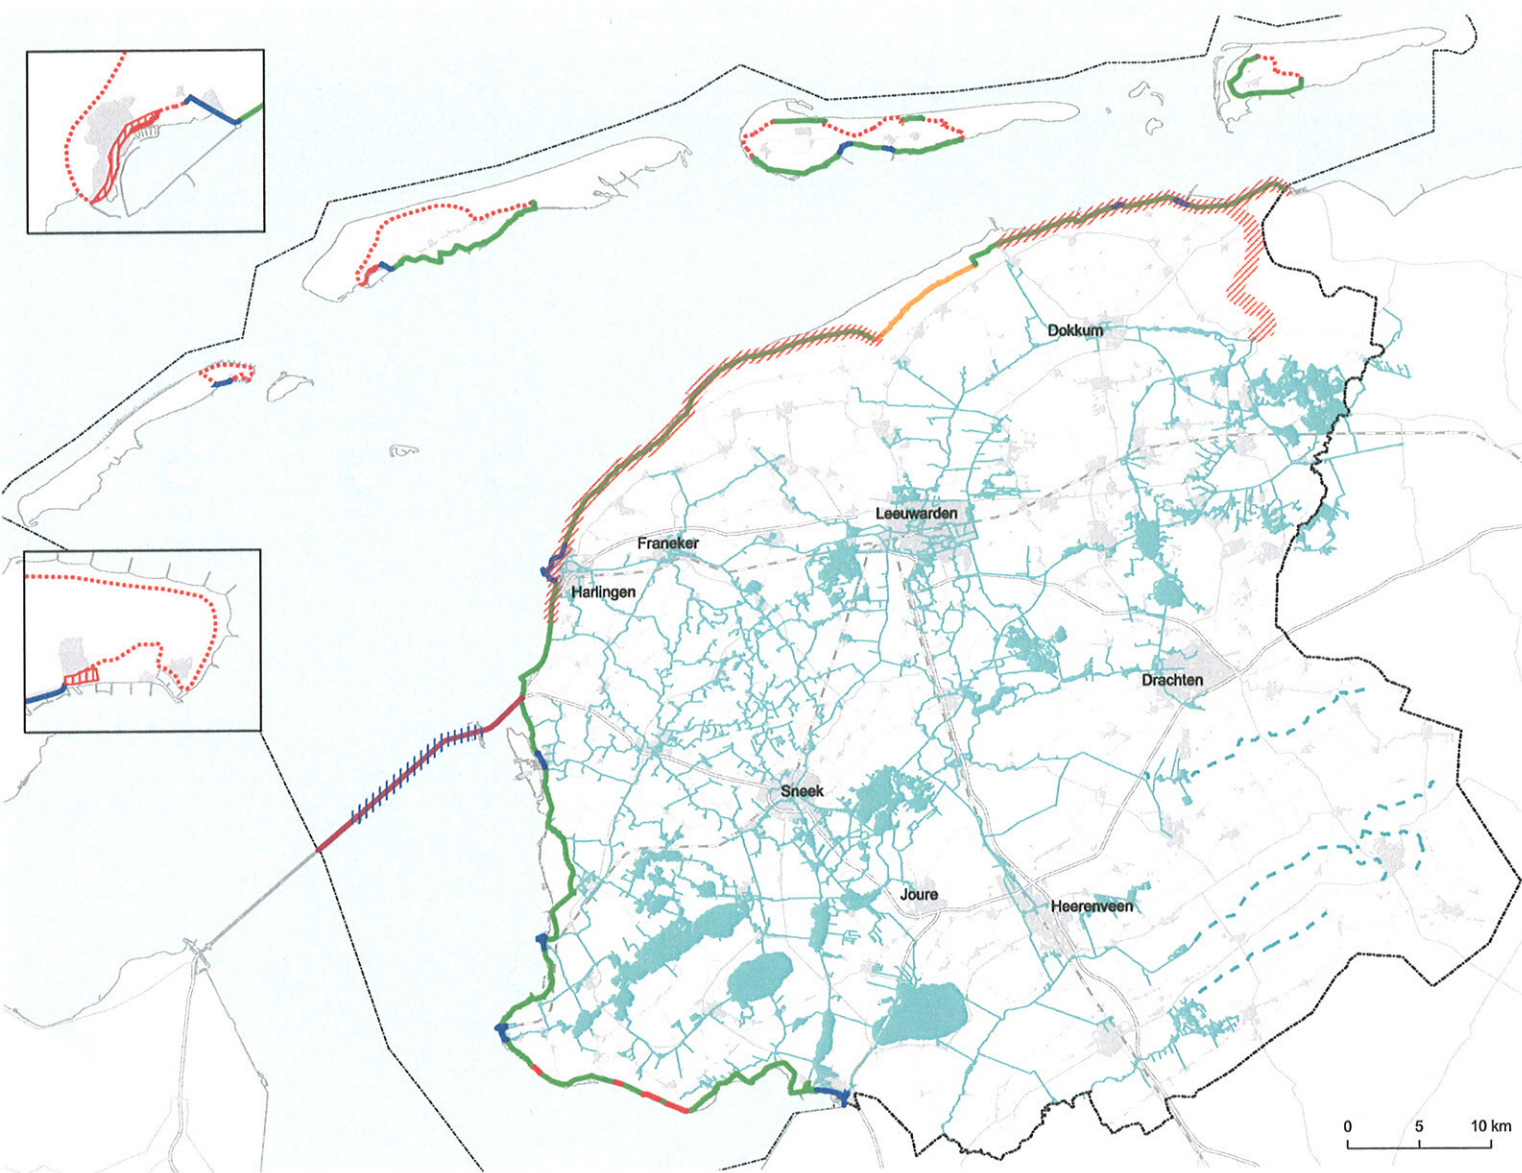 Dokkum
Leeuwarden
Franeker
Harlingen
Drachten
Sneek
Joure
Heerenveen
0 5 10 km